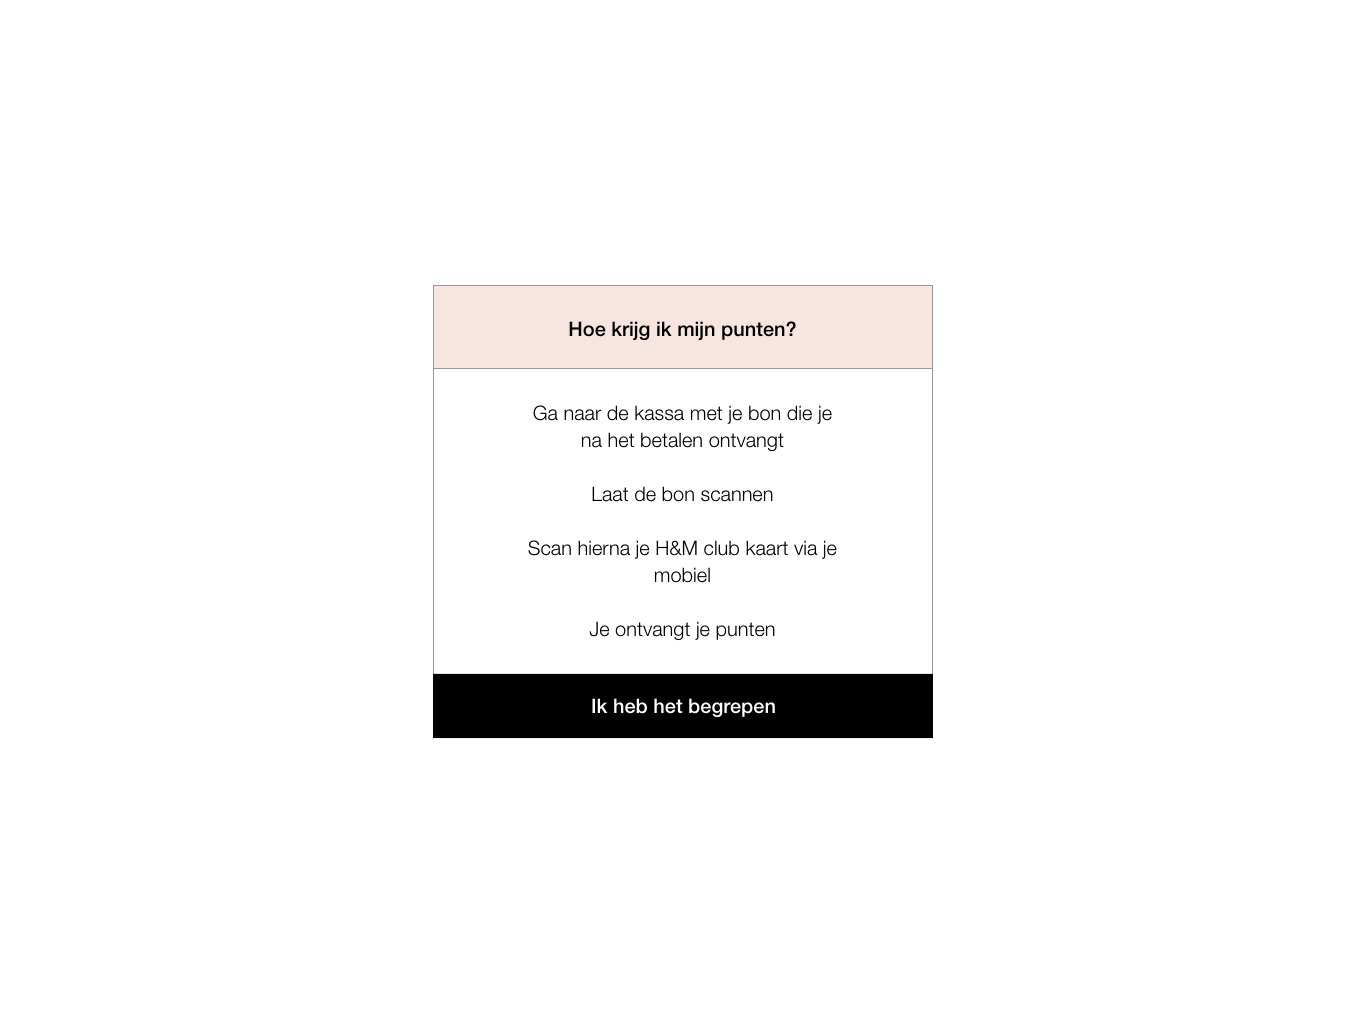 Hoe krijg ik mijn punten?
Ga naar de kassa met je bon die je
na het betalen ontvangt
Laat de bon scannen
Scan hierna je H&M club kaart via je
mobiel
Je ontvangt je punten
Ik heb het begrepen